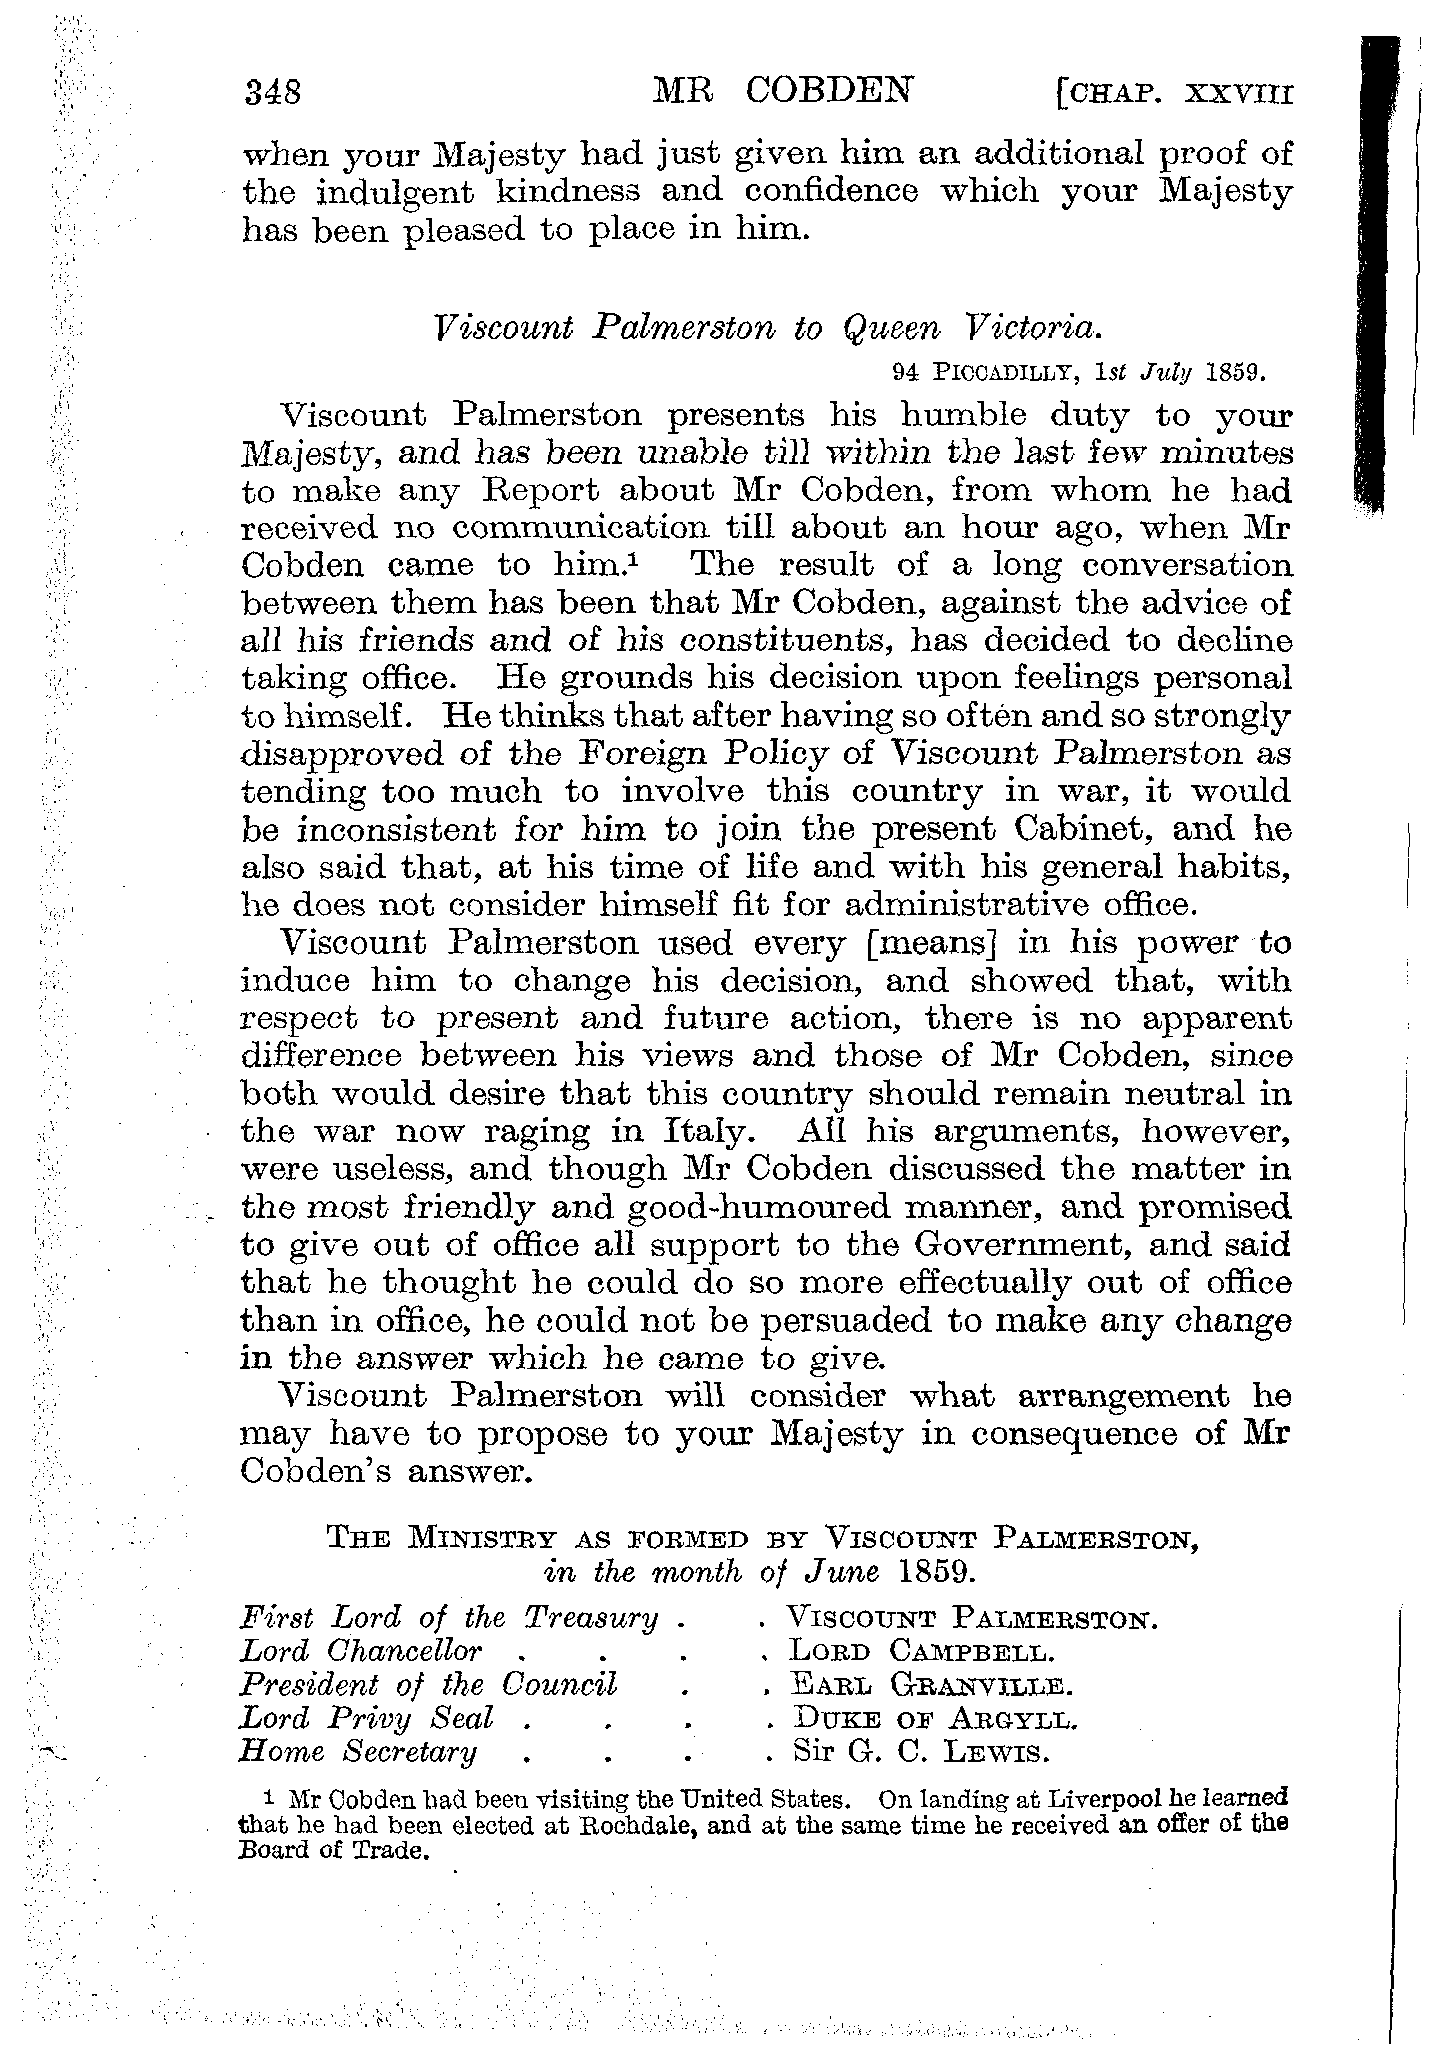 348 MR COBDEN [CHAP. XXVIII
when your Majesty had just given him an additional proof of
the indulgent kindness and confidence which your Majesty
has been pleased to place in him.
Viscount Palmerston to Queen Victoria.
94 PICCADILLY, 1st July 1859.
Viscount Palmerston presents his humble duty to your
Majesty, and has been unable till within the last few minutes
to make any Report about Mr Cobden, from whom he had
received no communication till about an hour ago, when Mr
Cobden came to him.¹ The result of a long conversation
between them has been that Mr Cobden, against the advice of
all his friends and of his constituents, has decided to decline
taking office. He grounds his decision upon feelings personal
to himself. He thinks that after having so often and so strongly
disapproved of the Foreign Policy of Viscount Palmerston as
tending too much to involve this country in war, it would
be inconsistent for him to join the present Cabinet, and he
also said that, at his time of life and with his general habits,
he does not consider himself fit for administrative office.
Viscount Palmerston used every [means] in his power to
induce him to change his decision, and showed that, with
respect to present and future action, there is no apparent
difference between his views and those of Mr Cobden, since
both would desire that this country should remain neutral in
the war now raging in Italy. All his arguments, however,
were useless, and though Mr Cobden discussed the matter in
the most friendly and good-humoured manner, and promised
to give out of office all support to the Government, and said
that he thought he could do so more effectually out of office
than in office, he could not be persuaded to make any change
in the answer which he came to give.
Viscount Palmerston will consider what arrangement he
may have to propose to your Majesty in consequence of Mr
Cobden's answer.
THE MINISTRY AS FORMED BY VISCOUNT PALMERSTON,
in the month of June 1859.
First Lord of the Treasury . . VISCOUNT PALMERSTON.
Lord Chancellor . . . . LORD CAMPBELL.
President of the Council . . EARL GRANVILLE.
Lord Privy Seal . . . . DUKE OF ARGYLL.
Home Secretary . . . . Sir G. C. LEWIS.
¹ Mr Cobden had been visiting the United States. On landing at Liverpool he learned
that he had been elected at Rochdale, and at the same time he received an offer of the
Board of Trade.